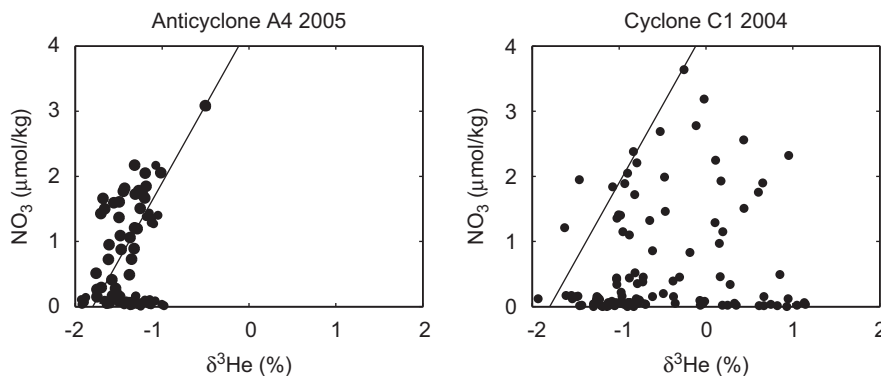 Anticyclone A4 2005
4
3
2
1
0
NO3 (μmol/kg)
-2 -1 0 1 2
δ³He (%)
Cyclone C1 2004
4
3
2
1
0
NO3 (μmol/kg)
-2 -1 0 1 2
δ³He (%)